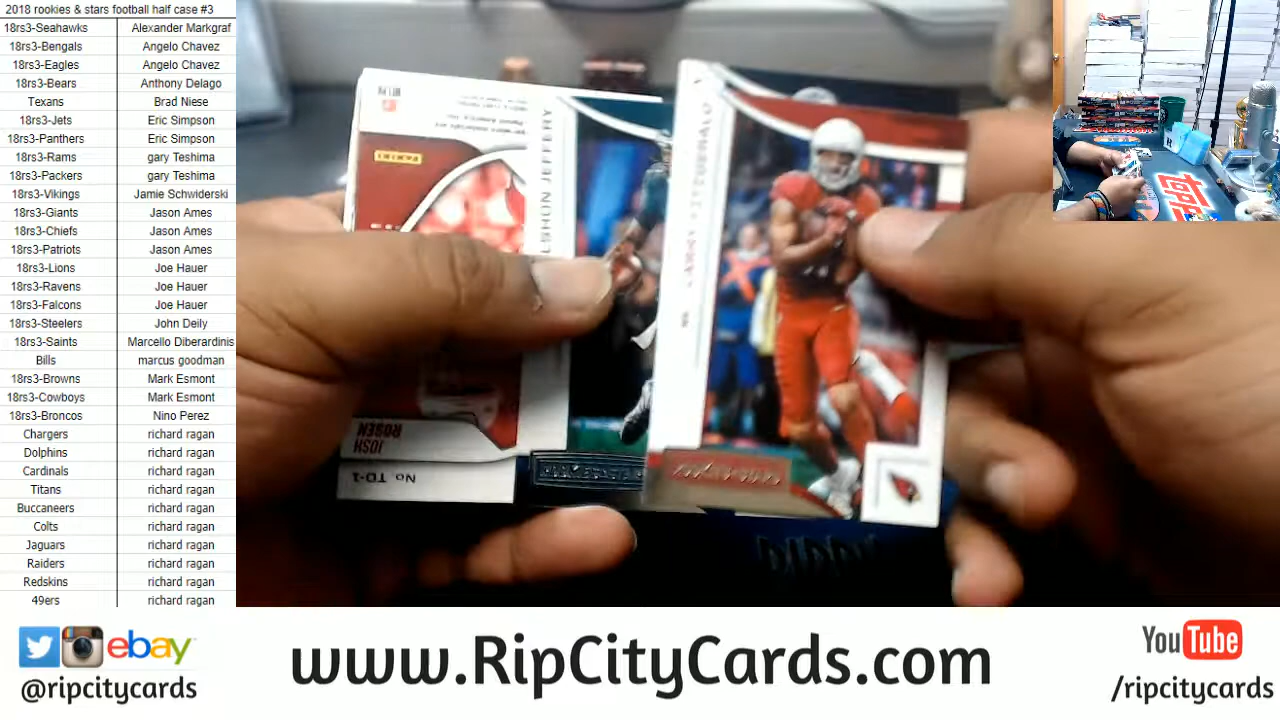 2018 rookies & stars football half case #3
18rs3-Seahawks Alexander Markgraf
18rs3-Bengals Angelo Chavez
18rs3-Eagles Angelo Chavez
18rs3-Bears Anthony Delago
Texans Brad Niese
18rs3-Jets Eric Simpson
18rs3-Panthers Eric Simpson
18rs3-Rams gary Teshima
18rs3-Packers gary Teshima
18rs3-Vikings Jamie Schwiderski
18rs3-Giants Jason Ames
18rs3-Chiefs Jason Ames
18rs3-Patriots Jason Ames
18rs3-Lions Joe Hauer
18rs3-Ravens Joe Hauer
18rs3-Falcons Joe Hauer
18rs3-Steelers John Deily
18rs3-Saints Marcello Diberardinis
Bills marcus goodman
18rs3-Browns Mark Esmont
18rs3-Cowboys Mark Esmont
18rs3-Broncos Nino Perez
Chargers richard ragan
Dolphins richard ragan
Cardinals richard ragan
Titans richard ragan
Buccaneers richard ragan
Colts richard ragan
Jaguars richard ragan
Raiders richard ragan
Redskins richard ragan
49ers richard ragan
PANINI
SHON JEFFERY
JOSH
ROSEN
No. TD-1
ebay
@ripcitycards
www.RipCityCards.com
YouTube
/ripcitycards